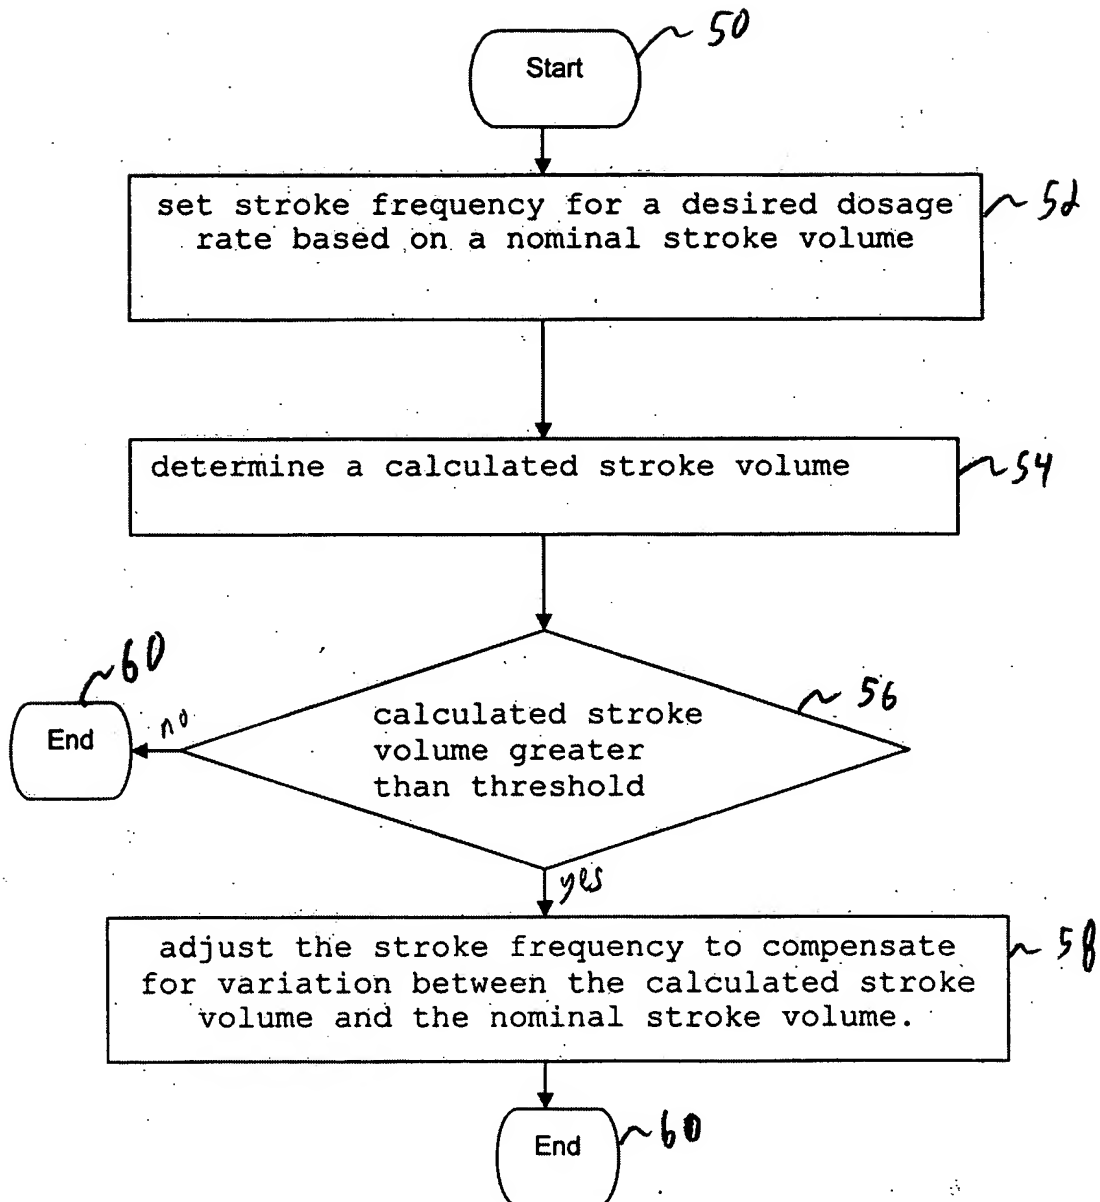 50
Start
set stroke frequency for a desired dosage
rate based on a nominal stroke volume
52
determine a calculated stroke volume
54
60
End
no
calculated stroke
volume greater
than threshold
56
yes
adjust the stroke frequency to compensate
for variation between the calculated stroke
volume and the nominal stroke volume.
58
End
60